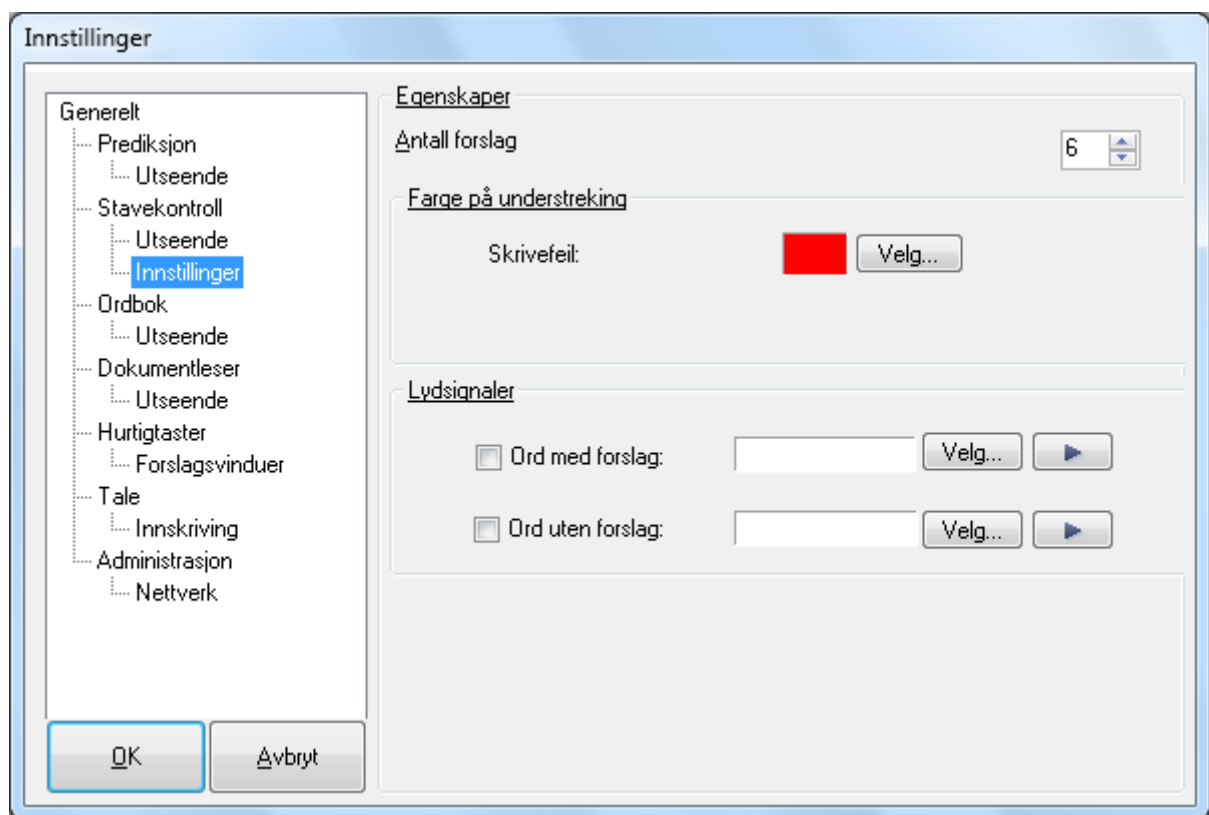 Innstillinger
Generelt
Prediksjon
Utseende
Stavekontroll
Utseende
Innstillinger
Ordbok
Utseende
Dokumentleser
Utseende
Hurtigtaster
Forslagsvinduer
Tale
Innskriving
Administrasjon
Nettverk
OK
Avbryt
Egenskaper
Antall forslag
6
Farge på understreking
Skrivefeil:
Velg...
Lydsignaler
Ord med forslag:
Velg...
Ord uten forslag:
Velg...